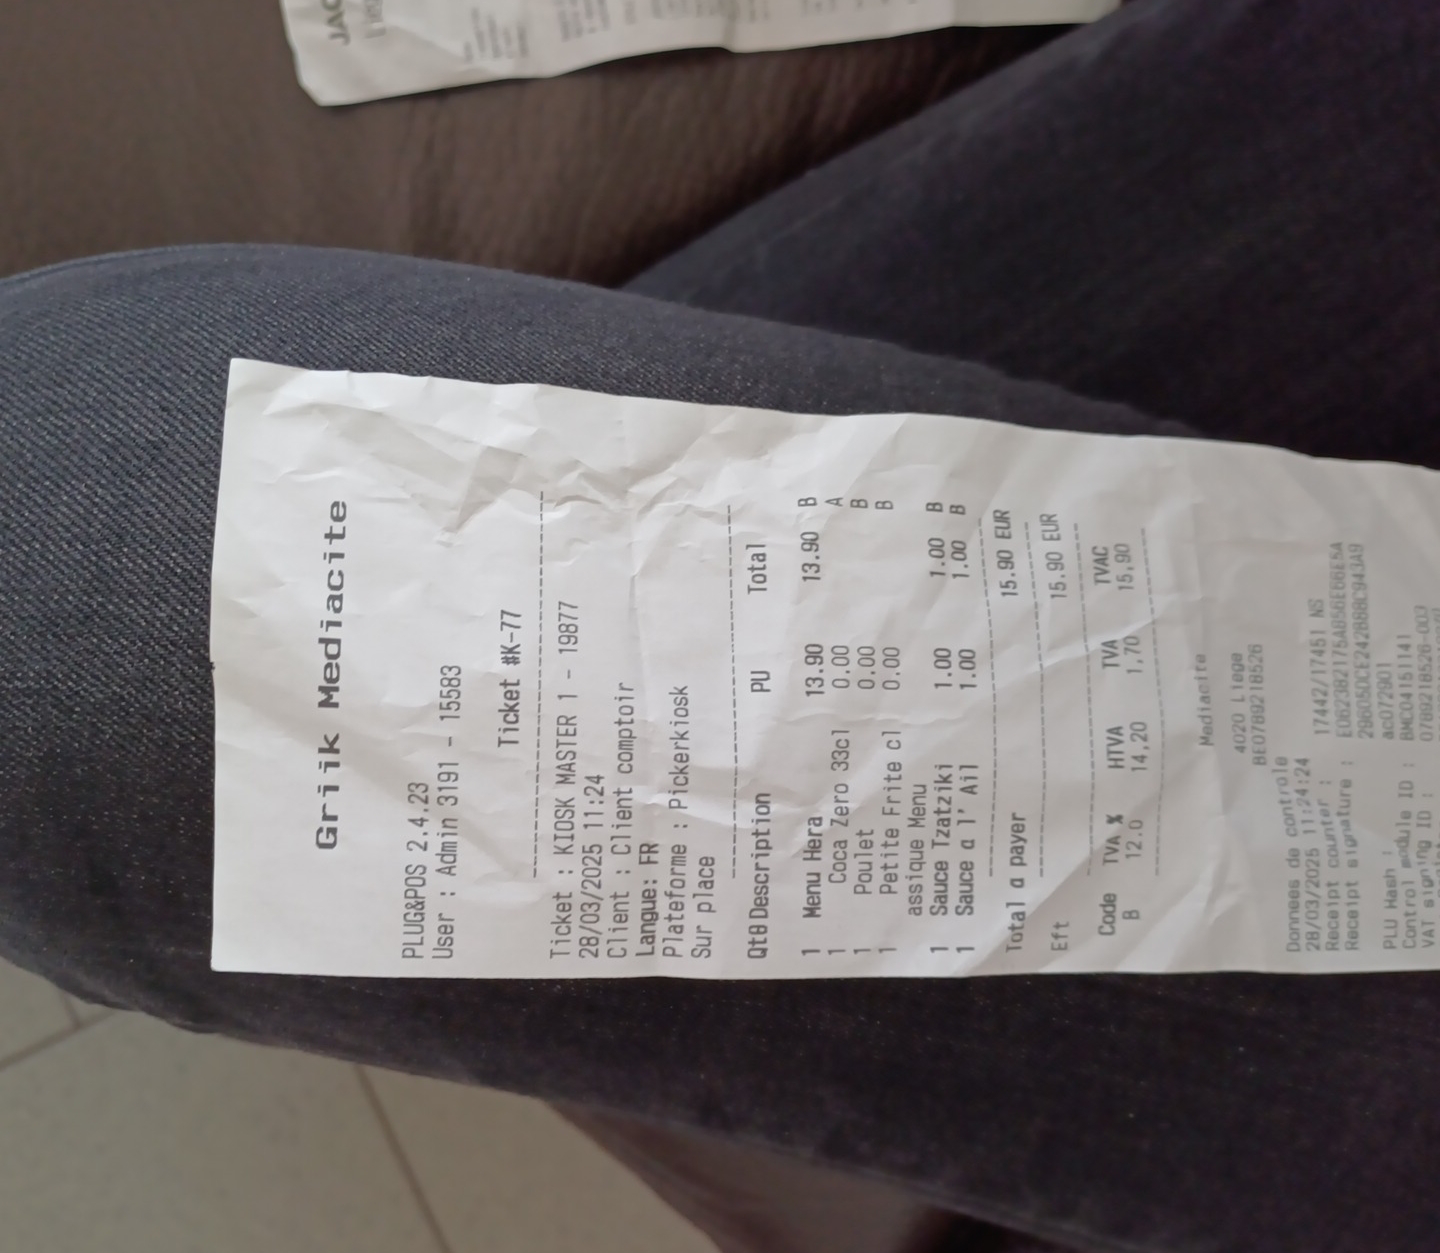 JAC
Griik Mediacite
PLUG&POS 2.4.23
User : Admin 3191 - 15583
Ticket #K-77
Ticket : KIOSK MASTER 1 - 19877
28/03/2025 11:24
Client : Client comptoir
Langue: FR
Plateforme : Pickerkiosk
Sur place
Qté Description PU Total
1 Menu Hera 13.90 13.90 B
1 Coca Zero 33cl 0.00 A
1 Poulet 0.00 B
1 Petite Frite cl 0.00 B
assique Menu
1 Sauce Tzatziki 1.00 1.00 B
1 Sauce a l' Ail 1.00 1.00 B
Total a payer 15.90 EUR
Eft 15.90 EUR
Code TVA % HTVA TVA TVAC
B 12.0 14.20 1.70 15.90
Mediacite
4020 Liege
BE0789218526
Donnees de controle
28/03/2025 11:24:24
Receipt counter : 17442/17451 NS
Receipt signature :
PLU Hash : ac072901
Control module ID : BMC04151141
VAT signing ID : 0789218526-003